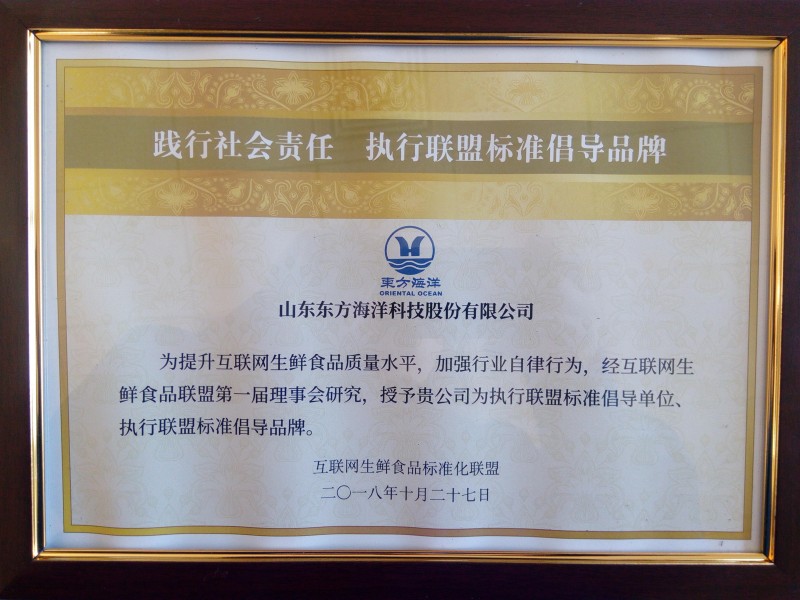 践行社会责任 执行联盟标准倡导品牌
東方海洋
ORIENTAL OCEAN
山东东方海洋科技股份有限公司
为提升互联网生鲜食品质量水平，加强行业自律行为，经互联网生
鲜食品联盟第一届理事会研究，授予贵公司为执行联盟标准倡导单位、
执行联盟标准倡导品牌。
互联网生鲜食品标准化联盟
二〇一八年十月二十七日